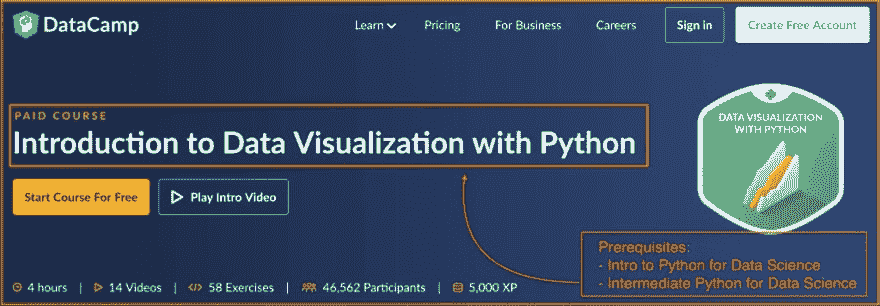 DataCamp Learn Pricing For Business Careers Sign in Create Free Account
PAID COURSE
Introduction to Data Visualization with Python
DATA VISUALIZATION
WITH PYTHON
Start Course For Free Play Intro Video
Prerequisites:
- Intro to Python for Data Science
- Intermediate Python for Data Science
4 hours | 14 Videos | </> 58 Exercises | 46,562 Participants | 5,000 XP